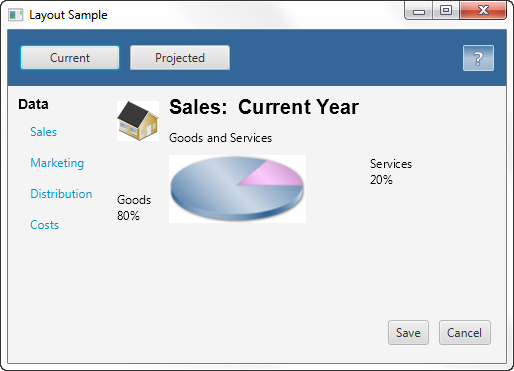 Layout Sample
Current
Projected
?
Data
Sales
Marketing
Distribution
Costs
Sales:  Current Year
Goods and Services
Goods
80%
Services
20%
Save
Cancel